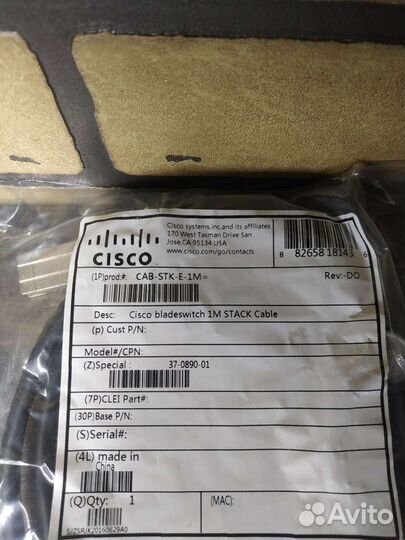 Cisco systems,inc.and its affiliates
170 West Tasman Drive San
Jose,CA 95134 USA
www.cisco.com/go/contacts
CISCO
8 82658 18143 6
(1P)prod.#: CAB-STK-E-1M=
Rev:-D0
Desc: Cisco bladeswitch 1M STACK Cable
(p) Cust P/N:
Model#/CPN:
(Z)Special : 37-0890-01
(7P)CLEI Part#:
(30P)Base P/N:
(S)Serial#:
(4L) made in
China
(Q)Qty: 1
(MAC):
Avito